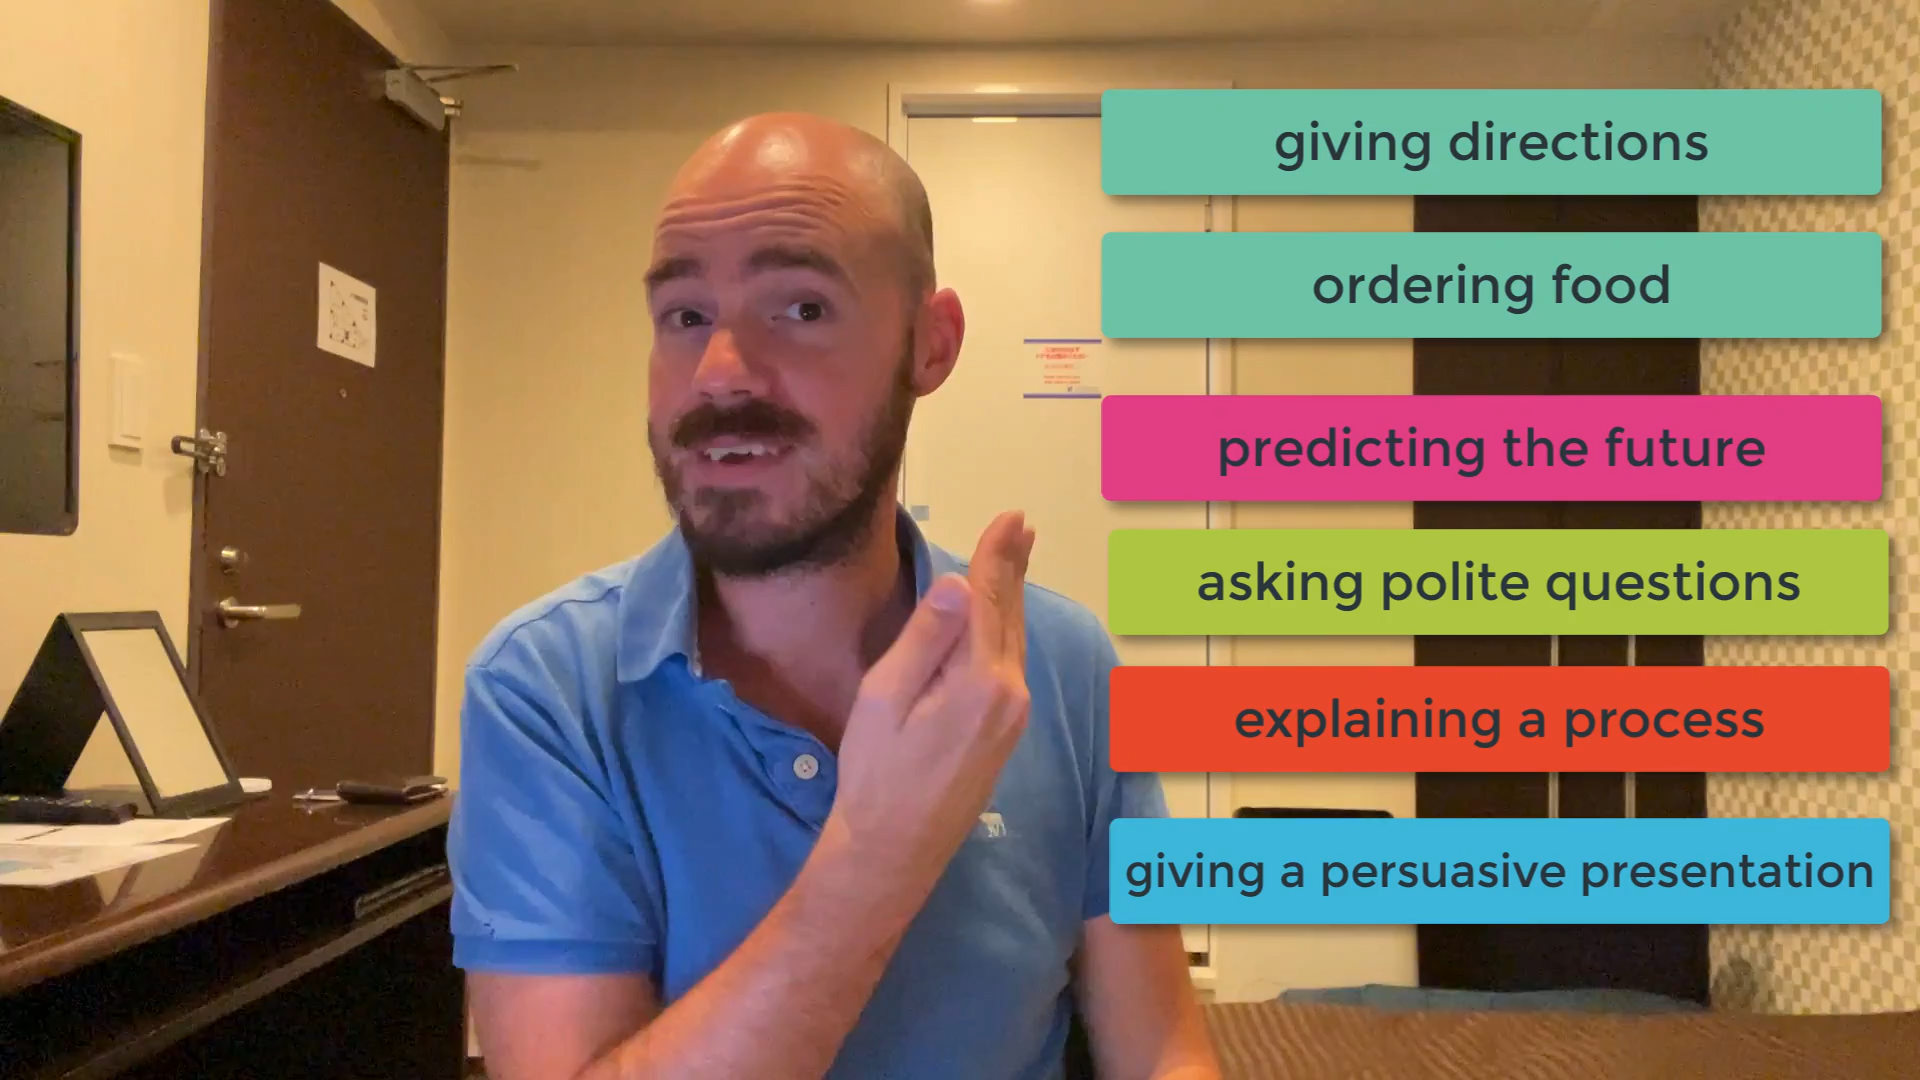 giving directions
ordering food
predicting the future
asking polite questions
explaining a process
giving a persuasive presentation